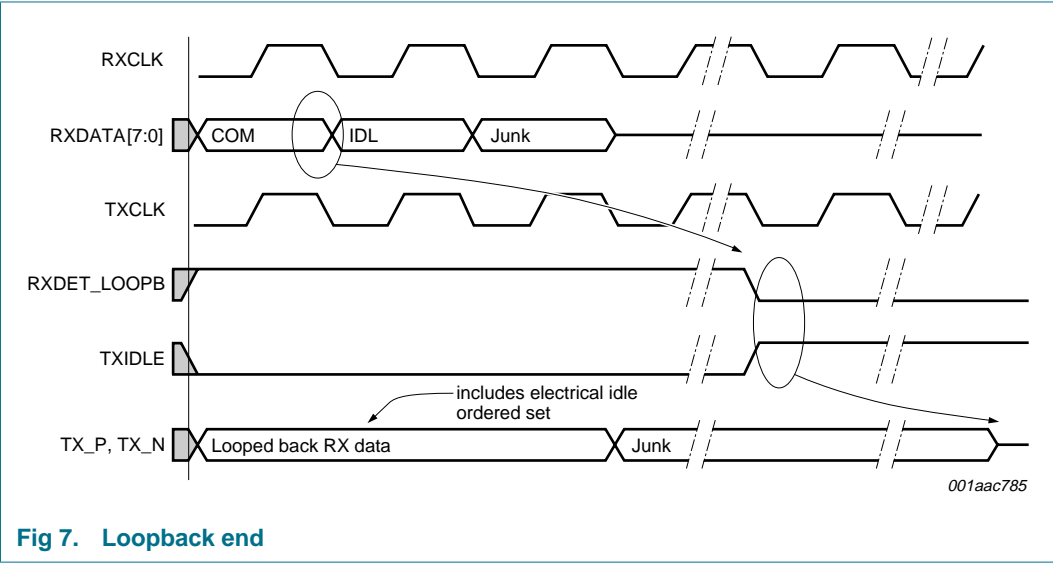 RXCLK
RXDATA[7:0]
COM
IDL
Junk
TXCLK
RXDET_LOOPB
TXIDLE
includes electrical idle
ordered set
TX_P, TX_N
Looped back RX data
Junk
001aac785
Fig 7. Loopback end